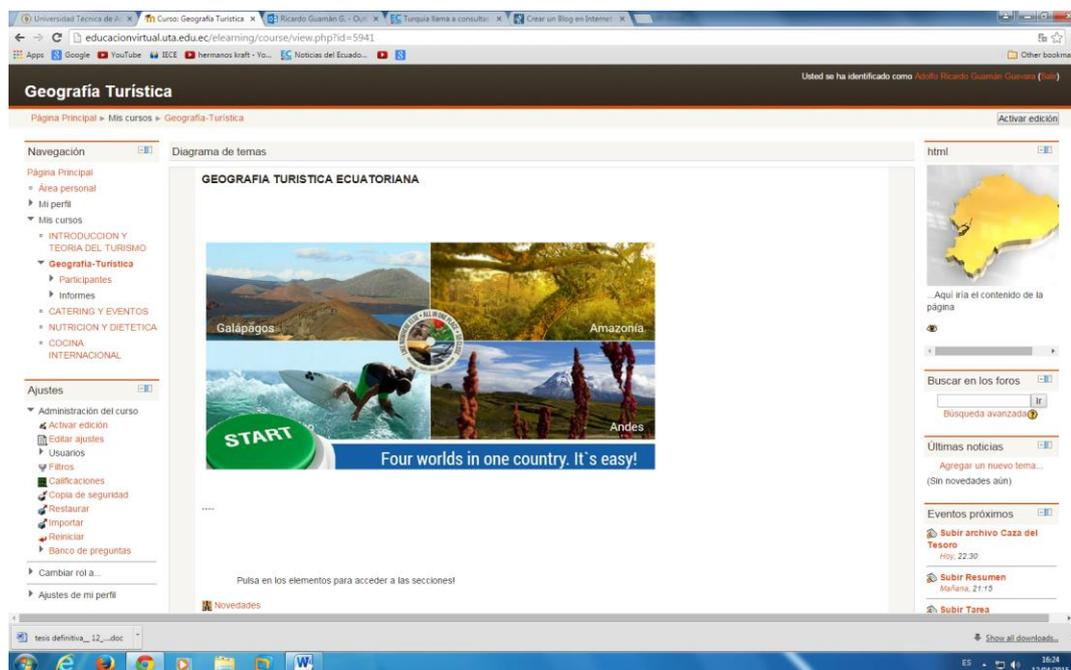 Universidad Técnica de A
Curso: Geografía Turística
Ricardo Guamán G. - Out
Turquía llama a consultas
Crear un Blog en Internet
educacionvirtual.uta.edu.ec/elearning/course/view.php?id=5941
Apps Google YouTube IECE hermanos kraft - Yo... Noticias del Ecuado... Other bookma
Usted se ha identificado como Adolfo Ricardo Guamán Guevara (Salir)
Geografía Turística
Página Principal ► Mis cursos ► Geografía-Turística
Activar edición
Navegación
Página Principal
Área personal
Mi perfil
Mis cursos
INTRODUCCION Y
TEORIA DEL TURISMO
Geografía-Turística
Participantes
Informes
CATERING Y EVENTOS
NUTRICION Y DIETETICA
COCINA
INTERNACIONAL
Ajustes
Administración del curso
Activar edición
Editar ajustes
Usuarios
Filtros
Calificaciones
Copia de seguridad
Restaurar
Importar
Reiniciar
Banco de preguntas
Cambiar rol a...
Ajustes de mi perfil
Diagrama de temas
GEOGRAFIA TURISTICA ECUATORIANA
Galápagos
Amazonía
Andes
START
Four worlds in one country. It`s easy!
----
Pulsa en los elementos para acceder a las secciones!
Novedades
html
...Aqui iría el contenido de la
página
Buscar en los foros
Ir
Búsqueda avanzada
Últimas noticias
Agregar un nuevo tema...
(Sin novedades aún)
Eventos próximos
Subir archivo Caza del
Tesoro
Hoy, 22:30
Subir Resumen
Mañana, 21:15
Subir Tarea
tesis definitiva__ 12_....doc
Show all downloads...
ES
16:24